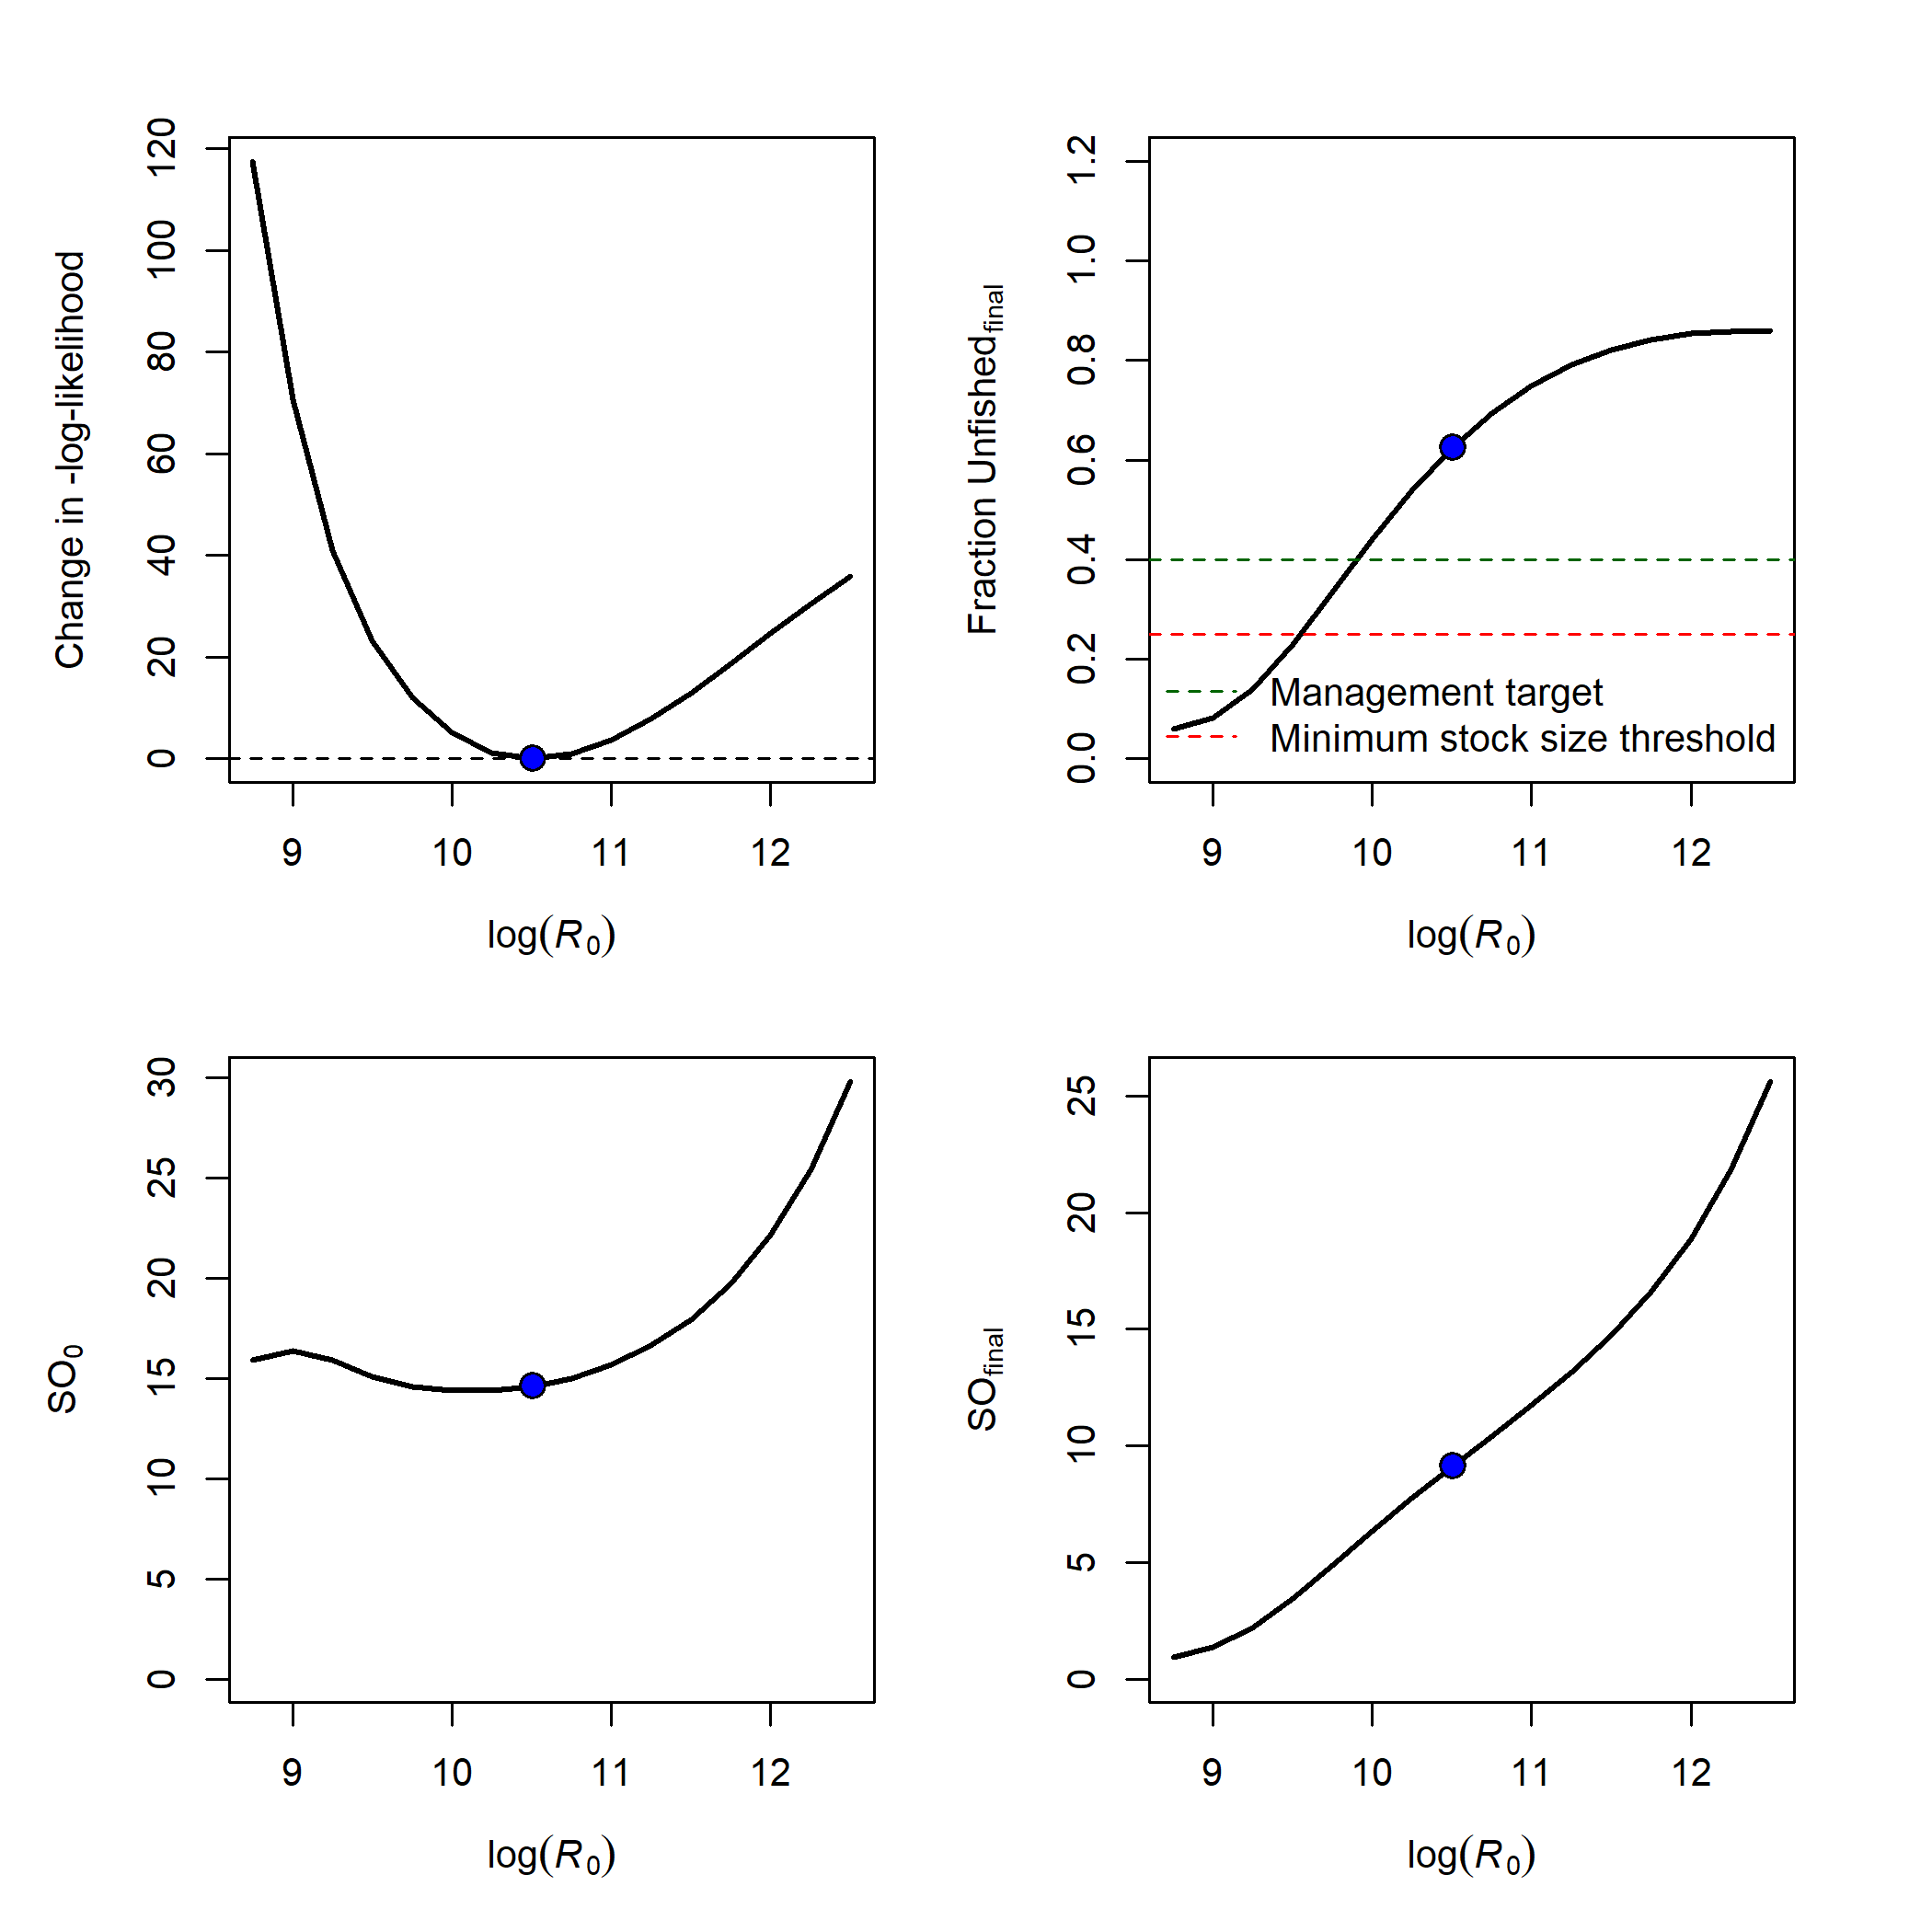 Change in -log-likelihood
120
100
80
60
40
20
0
9 10 11 12
log(R₀)
Fraction Unfished_final
1.2
1.0
0.8
0.6
0.4
0.2
0.0
Management target
Minimum stock size threshold
9 10 11 12
log(R₀)
SO₀
30
25
20
15
10
5
0
9 10 11 12
log(R₀)
SO_final
25
20
15
10
5
0
9 10 11 12
log(R₀)